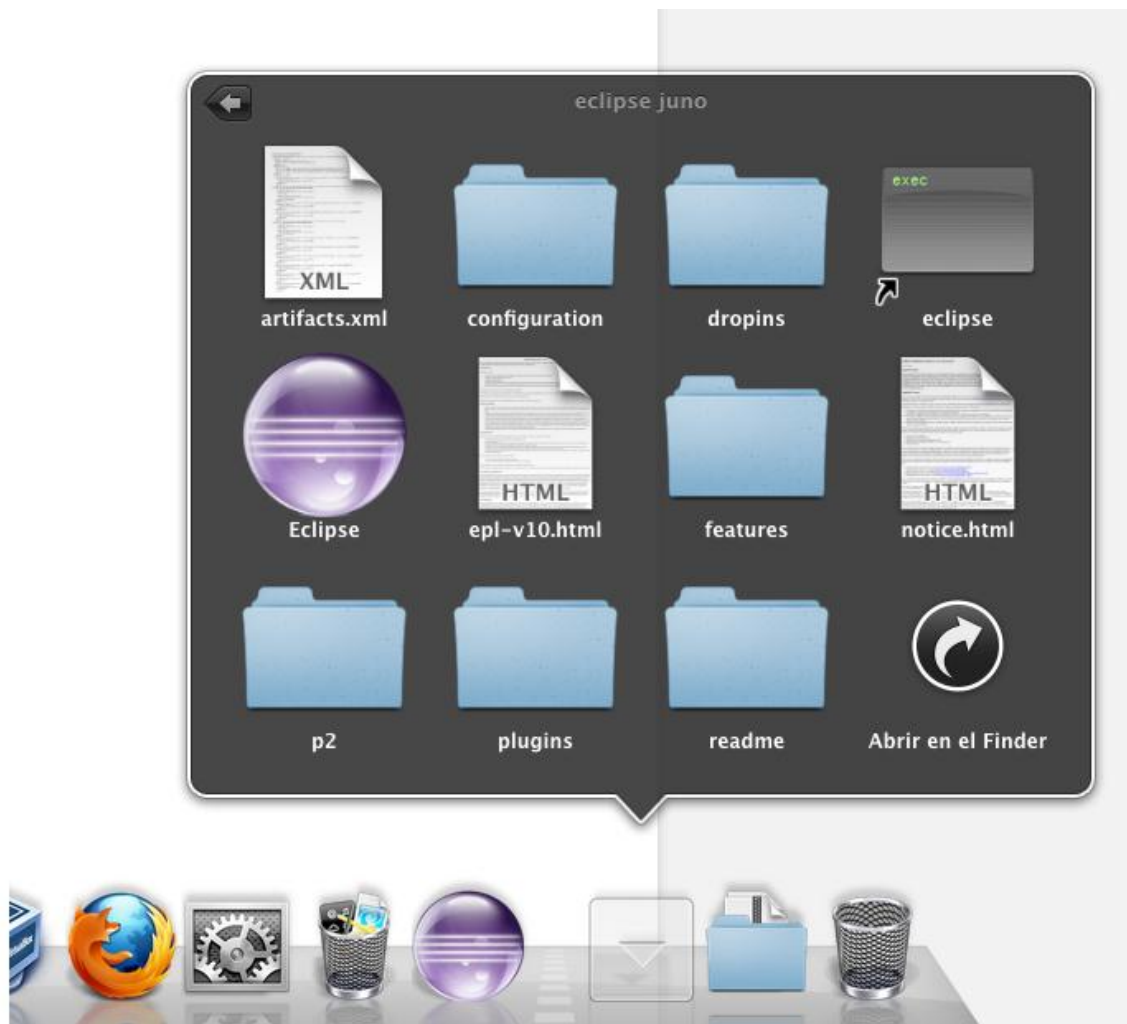 eclipse juno
XML
exec
artifacts.xml
configuration
dropins
eclipse
HTML
HTML
Eclipse
epl-v10.html
features
notice.html
p2
plugins
readme
Abrir en el Finder